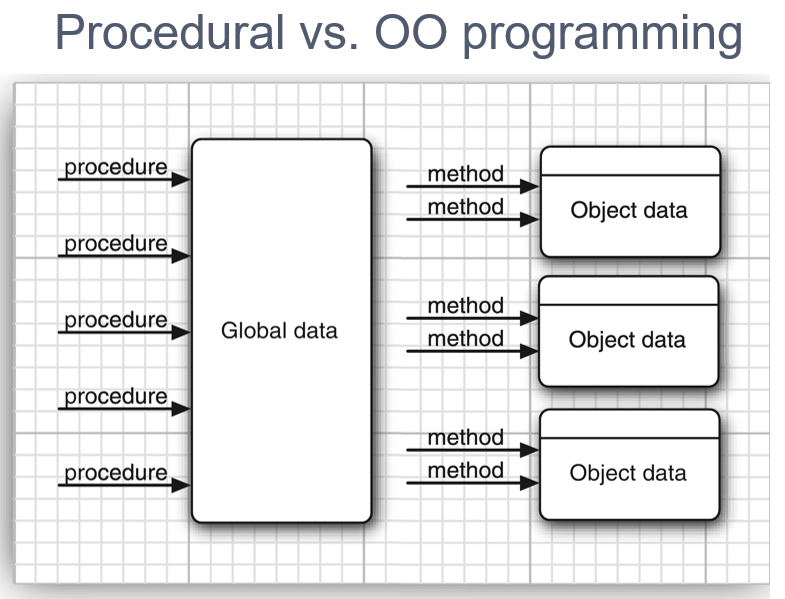 Procedural vs. OO programming
procedure
procedure
procedure
procedure
procedure
Global data
method
method
Object data
method
method
Object data
method
method
Object data